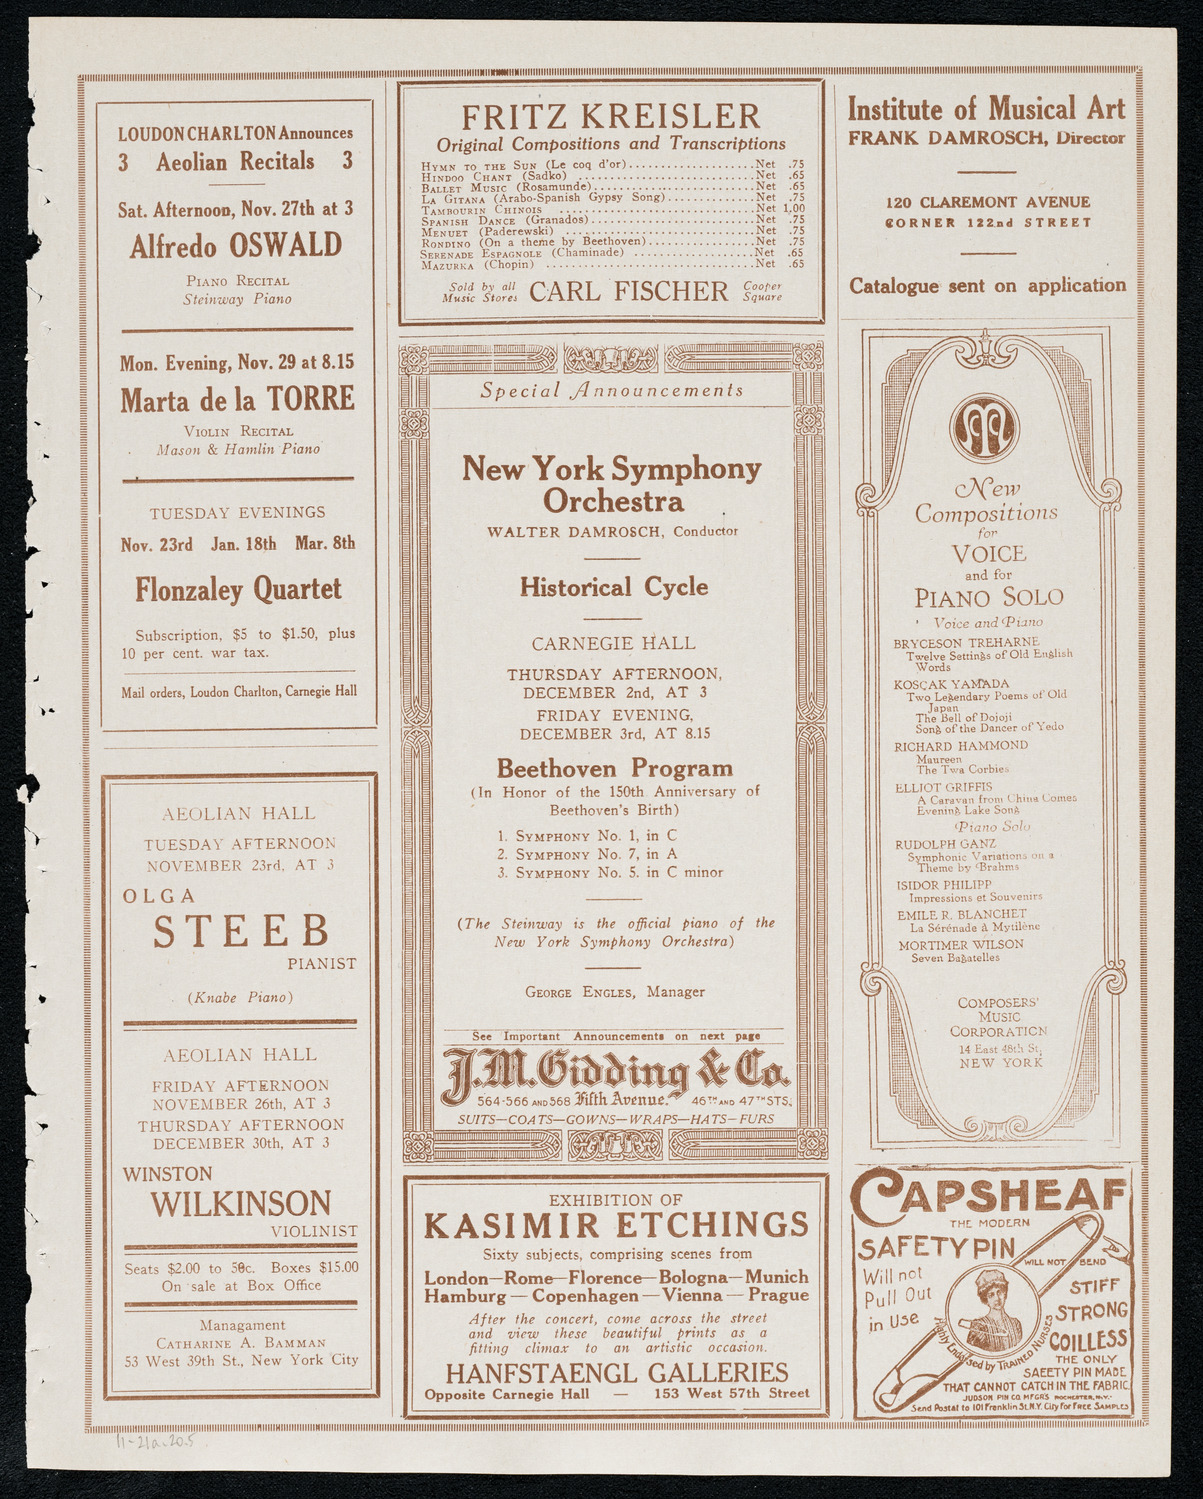 LOUDON CHARLTON Announces
3 Aeolian Recitals 3
Sat. Afternoon, Nov. 27th at 3
Alfredo OSWALD
PIANO RECITAL
Steinway Piano
Mon. Evening, Nov. 29 at 8.15
Marta de la TORRE
VIOLIN RECITAL
Mason & Hamlin Piano
TUESDAY EVENINGS
Nov. 23rd Jan. 18th Mar. 8th
Flonzaley Quartet
Subscription, $5 to $1.50, plus
10 per cent. war tax.
Mail orders, Loudon Charlton, Carnegie Hall
AEOLIAN HALL
TUESDAY AFTERNOON
NOVEMBER 23rd, AT 3
OLGA
STEEB
PIANIST
(Knabe Piano)
AEOLIAN HALL
FRIDAY AFTERNOON
NOVEMBER 26th, AT 3
THURSDAY AFTERNOON
DECEMBER 30th, AT 3
WINSTON
WILKINSON
VIOLINIST
Seats $2.00 to 50c. Boxes $15.00
On sale at Box Office
Managament
CATHARINE A. BAMMAN
53 West 39th St., New York City
FRITZ KREISLER
Original Compositions and Transcriptions
HYMN TO THE SUN (Le coq d'or)....................Net .75
HINDOO CHANT (Sadko) ............................Net .65
BALLET MUSIC (Rosamunde).........................Net .65
LA GITANA (Arabo-Spanish Gypsy Song).............Net .75
TAMBOURIN CHINOIS ...............................Net 1.00
SPANISH DANCE (Granados).........................Net .75
MENUET (Paderewski) .............................Net .75
RONDINO (On a theme by Beethoven)................Net .75
SERENADE ESPAGNOLE (Chaminade) ..................Net .65
MAZURKA (Chopin) ................................Net .65
Sold by all Music Stores CARL FISCHER Cooper Square
Special Announcements
New York Symphony
Orchestra
WALTER DAMROSCH, Conductor
Historical Cycle
CARNEGIE HALL
THURSDAY AFTERNOON,
DECEMBER 2nd, AT 3
FRIDAY EVENING,
DECEMBER 3rd, AT 8.15
Beethoven Program
(In Honor of the 150th Anniversary of
Beethoven's Birth)
1. SYMPHONY No. 1, in C
2. SYMPHONY No. 7, in A
3. SYMPHONY No. 5. in C minor
(The Steinway is the official piano of the
New York Symphony Orchestra)
GEORGE ENGLES, Manager
See Important Announcements on next page
J.M. Gidding & Co.
564-566 AND 568 Fifth Avenue. 46TH AND 47TH STS.
SUITS—COATS—GOWNS—WRAPS—HATS—FURS
EXHIBITION OF
KASIMIR ETCHINGS
Sixty subjects, comprising scenes from
London—Rome—Florence—Bologna—Munich
Hamburg — Copenhagen — Vienna — Prague
After the concert, come across the street
and view these beautiful prints as a
fitting climax to an artistic occasion.
HANFSTAENGL GALLERIES
Opposite Carnegie Hall — 153 West 57th Street
Institute of Musical Art
FRANK DAMROSCH, Director
120 CLAREMONT AVENUE
CORNER 122nd STREET
Catalogue sent on application
New
Compositions
for
VOICE
and for
PIANO SOLO
Voice and Piano
BRYCESON TREHARNE
Twelve Settings of Old English
Words
KOSÇAK YAMADA
Two Legendary Poems of Old
Japan
The Bell of Dojoji
Song of the Dancer of Yedo
RICHARD HAMMOND
Maureen
The Twa Corbies
ELLIOT GRIFFIS
A Caravan from China Comes
Evening Lake Song
Piano Solo
RUDOLPH GANZ
Symphonic Variations on a
Theme by Brahms
ISIDOR PHILIPP
Impressions et Souvenirs
EMILE R. BLANCHET
La Sérénade à Mytilène
MORTIMER WILSON
Seven Bagatelles
COMPOSERS'
MUSIC
CORPORATION
14 East 48th St.
NEW YORK
CAPSHEAF
THE MODERN
SAFETY PIN
WILL NOT BEND
Will not
Pull Out
in Use
STIFF
STRONG
COILLESS
Highly Endorsed by TRAINED NURSES
THE ONLY
SAFETY PIN MADE
THAT CANNOT CATCH IN THE FABRIC
JUDSON PIN CO. MFGRS ROCHESTER, N.Y.
Send Postal to 101 Franklin St. N.Y. City For FREE SAMPLES
11-21a-20.5